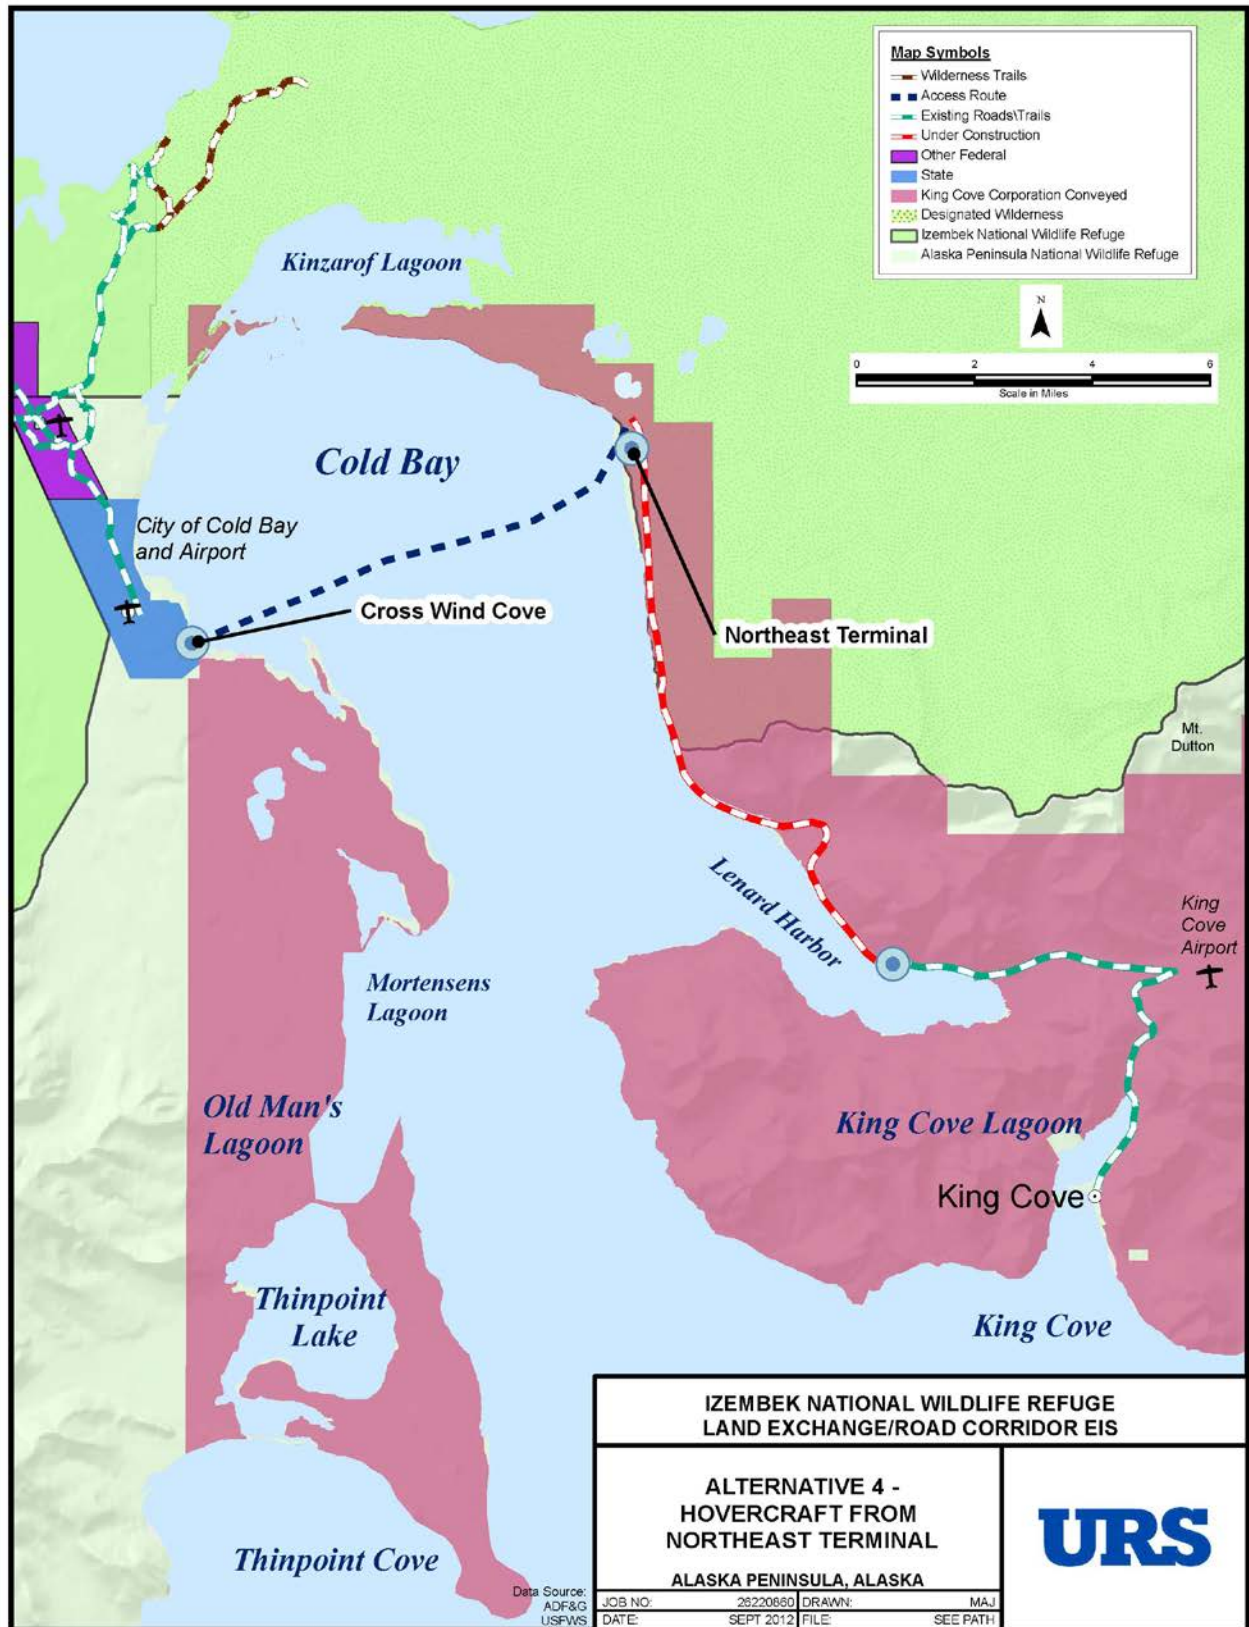 Map Symbols
Wilderness Trails
Access Route
Existing Roads\Trails
Under Construction
Other Federal
State
King Cove Corporation Conveyed
Designated Wilderness
Izembek National Wildlife Refuge
Alaska Peninsula National Wildlife Refuge
N
0 2 4 6
Scale in Miles
Kinzarof Lagoon
Cold Bay
City of Cold Bay
and Airport
Cross Wind Cove
Northeast Terminal
Mt.
Dutton
Lenard Harbor
King
Cove
Airport
Mortensens
Lagoon
Old Man's
Lagoon
King Cove Lagoon
King Cove
Thinpoint
Lake
King Cove
Thinpoint Cove
Data Source:
ADF&G
USFWS
IZEMBEK NATIONAL WILDLIFE REFUGE
LAND EXCHANGE/ROAD CORRIDOR EIS
ALTERNATIVE 4 -
HOVERCRAFT FROM
NORTHEAST TERMINAL
ALASKA PENINSULA, ALASKA
JOB NO: 26220860 DRAWN: MAJ
DATE: SEPT 2012 FILE: SEE PATH
URS